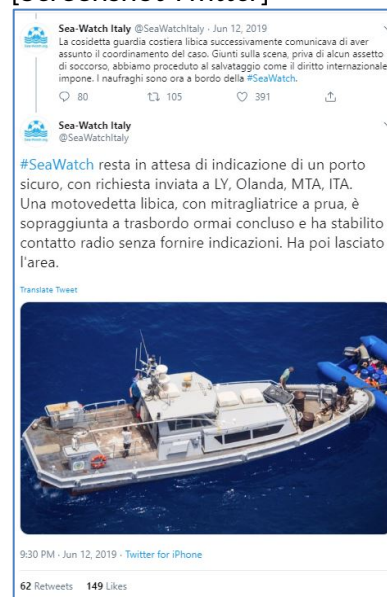 [Screenshot Twitter]
Sea-Watch Italy @SeaWatchItaly · Jun 12, 2019
La cosidetta guardia costiera libica successivamente comunicava di aver
assunto il coordinamento del caso. Giunti sulla scena, priva di alcun assetto
di soccorso, abbiamo proceduto al salvataggio come il diritto internazionale
impone. I naufraghi sono ora a bordo della #SeaWatch.
80 105 391
Sea-Watch Italy
@SeaWatchItaly
#SeaWatch resta in attesa di indicazione di un porto
sicuro, con richiesta inviata a LY, Olanda, MTA, ITA.
Una motovedetta libica, con mitragliatrice a prua, è
sopraggiunta a trasbordo ormai concluso e ha stabilito
contatto radio senza fornire indicazioni. Ha poi lasciato
l'area.
Translate Tweet
9:30 PM · Jun 12, 2019 · Twitter for iPhone
62 Retweets 149 Likes